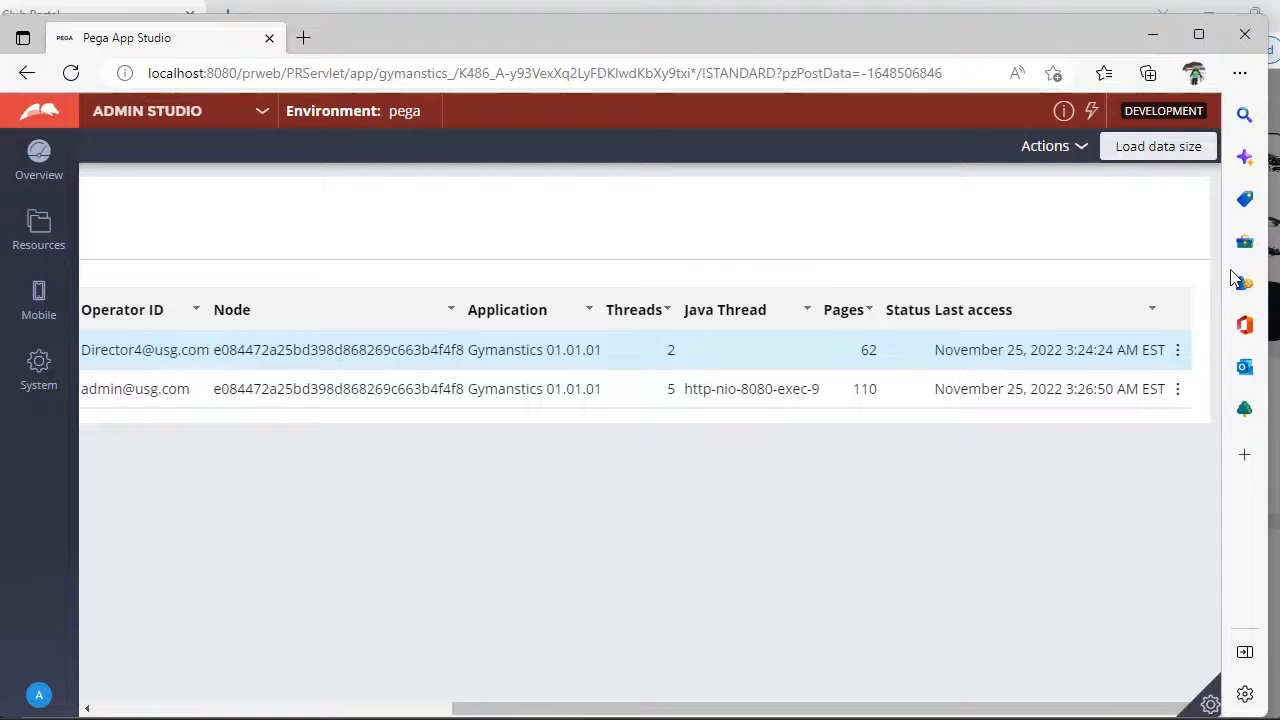 Club Portal
PEGA Pega App Studio
localhost:8080/prweb/PRServlet/app/gymanstics_/K486_A-y93VexXq2LyFDKlwdKbXy9txi*/!STANDARD?pzPostData=-1648506846
ADMIN STUDIO Environment: pega DEVELOPMENT
Actions Load data size
Overview
Resources
Mobile
System
Operator ID Node Application Threads Java Thread Pages Status Last access
Director4@usg.com e084472a25bd398d868269c663b4f4f8 Gymanstics 01.01.01 2 62 November 25, 2022 3:24:24 AM EST
admin@usg.com e084472a25bd398d868269c663b4f4f8 Gymanstics 01.01.01 5 http-nio-8080-exec-9 110 November 25, 2022 3:26:50 AM EST
A